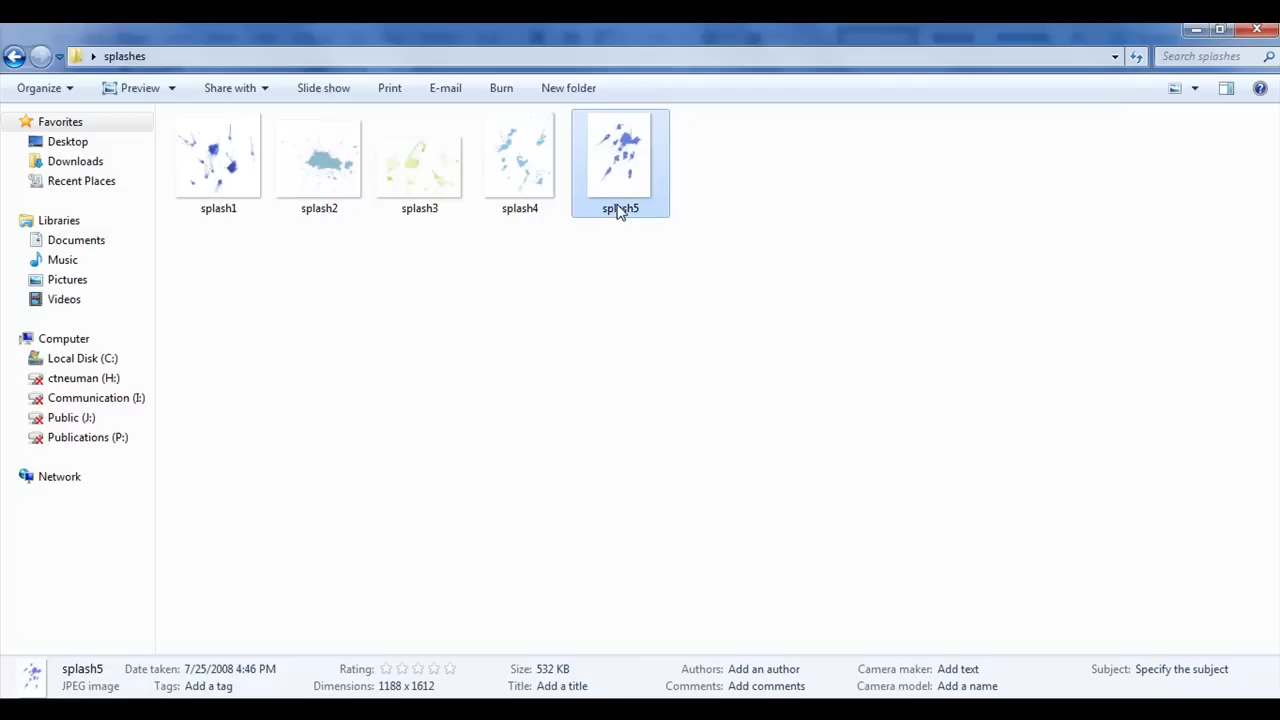 splashes
Search splashes
Organize
Preview
Share with
Slide show
Print
E-mail
Burn
New folder
Favorites
Desktop
Downloads
Recent Places
Libraries
Documents
Music
Pictures
Videos
Computer
Local Disk (C:)
ctneuman (H:)
Communication (I:)
Public (J:)
Publications (P:)
Network
splash1
splash2
splash3
splash4
splash5
splash5 Date taken: 7/25/2008 4:46 PM Rating: Size: 532 KB Authors: Add an author Camera maker: Add text Subject: Specify the subject
JPEG image Tags: Add a tag Dimensions: 1188 x 1612 Title: Add a title Comments: Add comments Camera model: Add a name